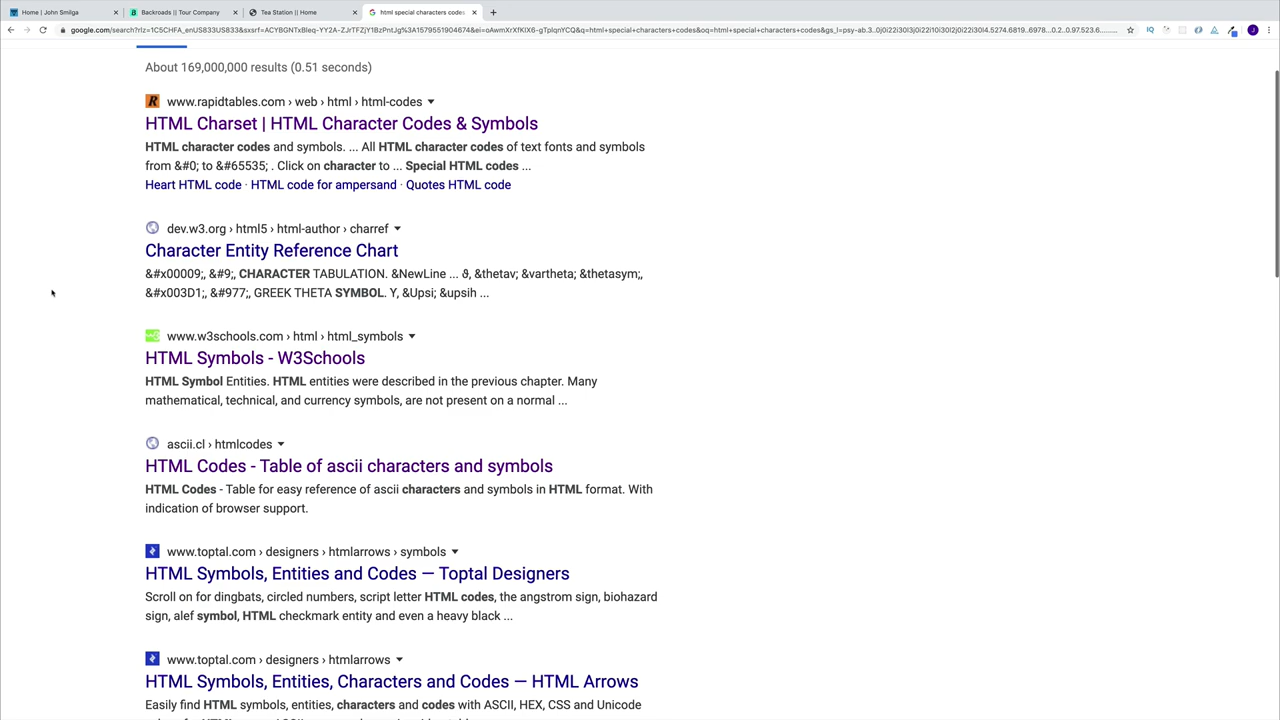 Home | John Smilga
Backroads || Tour Company
Tea Station || Home
html special characters codes
About 169,000,000 results (0.51 seconds)
www.rapidtables.com › web › html › html-codes
HTML Charset | HTML Character Codes & Symbols
HTML character codes and symbols. ... All HTML character codes of text fonts and symbols
from &#0; to &#65535; . Click on character to ... Special HTML codes ...
Heart HTML code · HTML code for ampersand · Quotes HTML code
dev.w3.org › html5 › html-author › charref
Character Entity Reference Chart
&#x00009;, &#9;, CHARACTER TABULATION. &NewLine ... ϑ, &thetav; &vartheta; &thetasym;,
&#x003D1;, &#977;, GREEK THETA SYMBOL. ϒ, &Upsi; &upsih ...
www.w3schools.com › html › html_symbols
HTML Symbols - W3Schools
HTML Symbol Entities. HTML entities were described in the previous chapter. Many
mathematical, technical, and currency symbols, are not present on a normal ...
ascii.cl › htmlcodes
HTML Codes - Table of ascii characters and symbols
HTML Codes - Table for easy reference of ascii characters and symbols in HTML format. With
indication of browser support.
www.toptal.com › designers › htmlarrows › symbols
HTML Symbols, Entities and Codes — Toptal Designers
Scroll on for dingbats, circled numbers, script letter HTML codes, the angstrom sign, biohazard
sign, alef symbol, HTML checkmark entity and even a heavy black ...
www.toptal.com › designers › htmlarrows
HTML Symbols, Entities, Characters and Codes — HTML Arrows
Easily find HTML symbols, entities, characters and codes with ASCII, HEX, CSS and Unicode